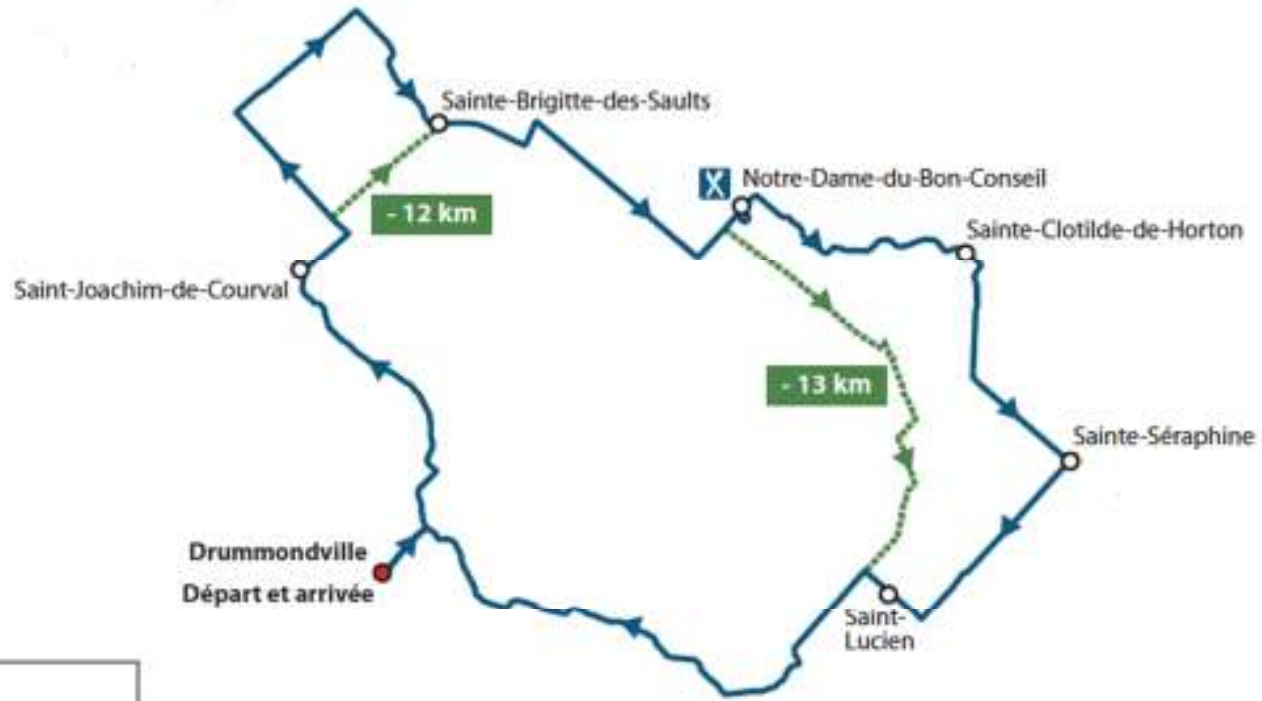 Sainte-Brigitte-des-Saults
Notre-Dame-du-Bon-Conseil
- 12 km
Sainte-Clotilde-de-Horton
Saint-Joachim-de-Courval
- 13 km
Sainte-Séraphine
Drummondville
Départ et arrivée
Saint-
Lucien